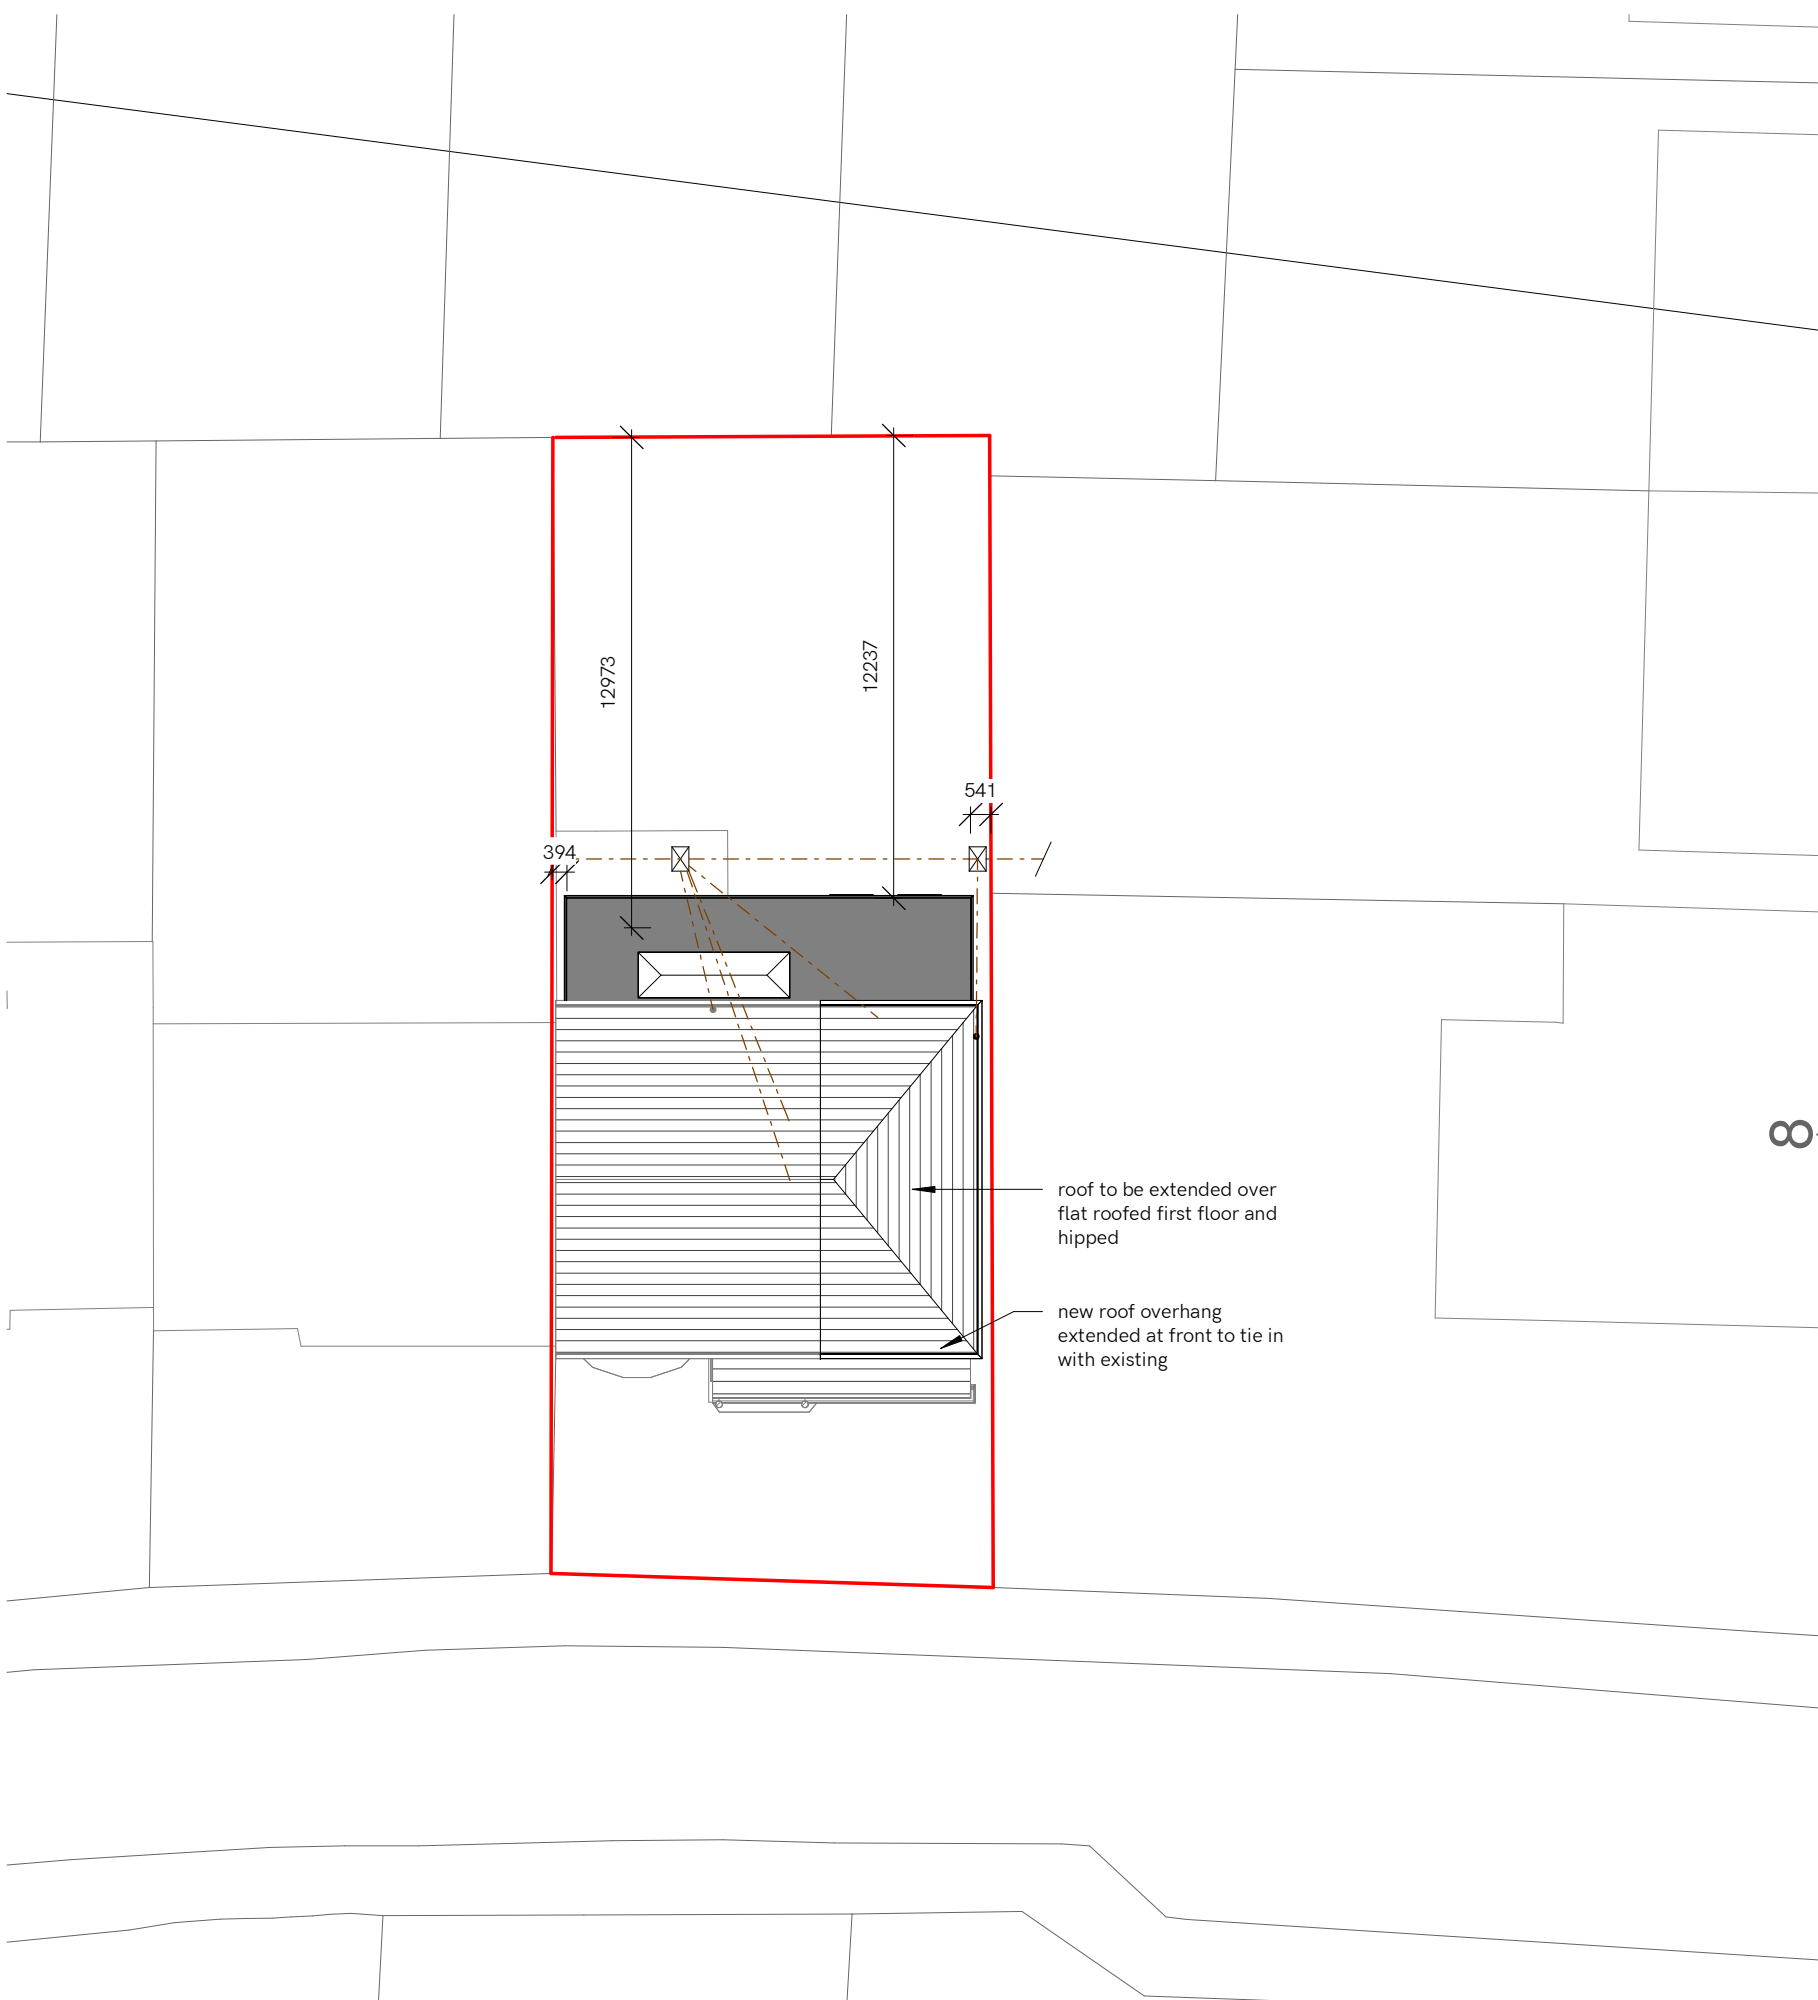 12973
12237
541
394
8
roof to be extended over
flat roofed first floor and
hipped
new roof overhang
extended at front to tie in
with existing